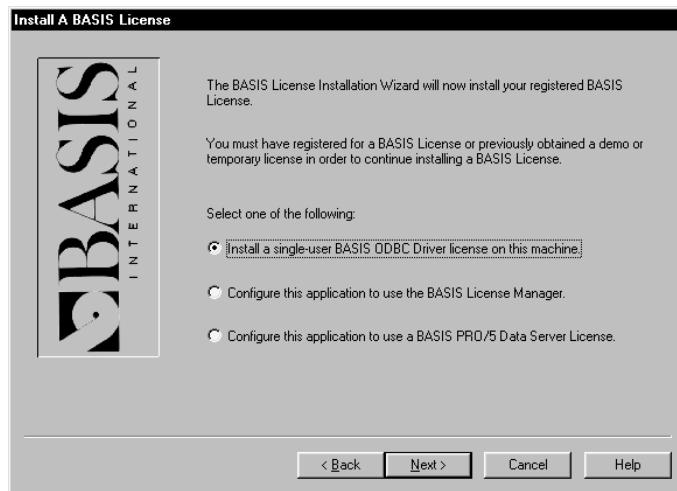 Install A BASIS License
BASIS
INTERNATIONAL
The BASIS License Installation Wizard will now install your registered BASIS
License.
You must have registered for a BASIS License or previously obtained a demo or
temporary license in order to continue installing a BASIS License.
Select one of the following:
Install a single-user BASIS ODBC Driver license on this machine.
Configure this application to use the BASIS License Manager.
Configure this application to use a BASIS PRO/5 Data Server License.
< Back
Next >
Cancel
Help